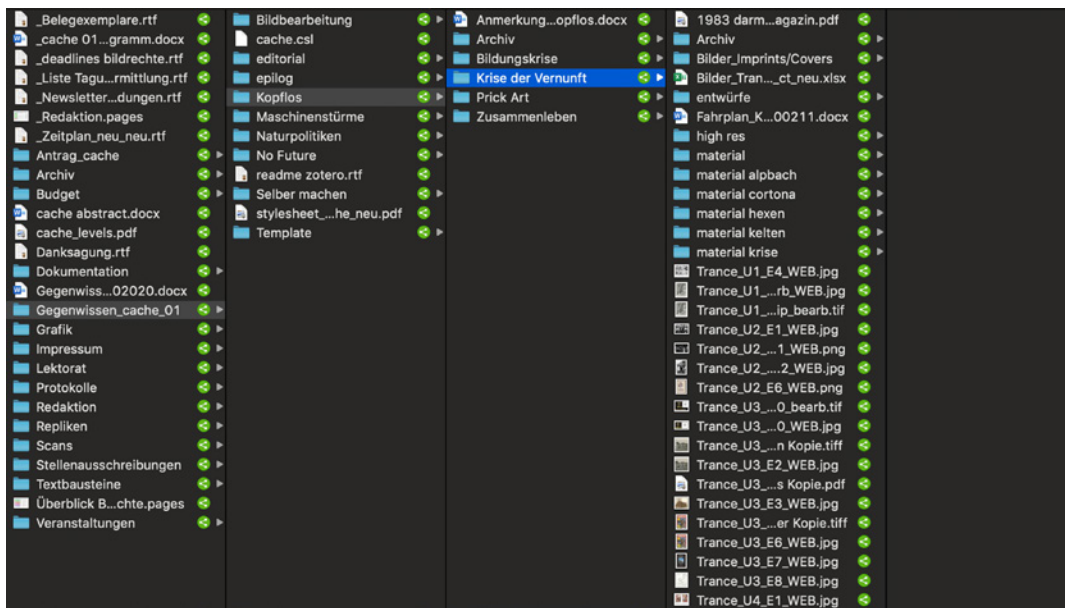 _Belegexemplare.rtf
_cache 01...gramm.docx
_deadlines bildrechte.rtf
_Liste Tagu...rmittlung.rtf
_Newsletter...dungen.rtf
_Redaktion.pages
_Zeitplan_neu_neu.rtf
Antrag_cache
Archiv
Budget
cache abstract.docx
cache_levels.pdf
Danksagung.rtf
Dokumentation
Gegenwiss...02020.docx
Gegenwissen_cache_01
Grafik
Impressum
Lektorat
Protokolle
Redaktion
Repliken
Scans
Stellenausschreibungen
Textbausteine
Überblick B...chte.pages
Veranstaltungen
Bildbearbeitung
cache.csl
editorial
epilog
Kopflos
Maschinenstürme
Naturpolitiken
No Future
readme zotero.rtf
Selber machen
stylesheet_...he_neu.pdf
Template
Anmerkung...opflos.docx
Archiv
Bildungskrise
Krise der Vernunft
Prick Art
Zusammenleben
1983 darm...agazin.pdf
Archiv
Bilder_Imprints/Covers
Bilder_Tran..._ct_neu.xlsx
entwürfe
Fahrplan_K...00211.docx
high res
material
material alpbach
material cortona
material hexen
material kelten
material krise
Trance_U1_E4_WEB.jpg
Trance_U1_...rb_WEB.jpg
Trance_U1_...ip_bearb.tif
Trance_U2_E1_WEB.jpg
Trance_U2_...1_WEB.png
Trance_U2_...2_WEB.jpg
Trance_U2_E6_WEB.png
Trance_U3_...0_bearb.tif
Trance_U3_...0_WEB.jpg
Trance_U3_...n Kopie.tiff
Trance_U3_E2_WEB.jpg
Trance_U3_...s Kopie.pdf
Trance_U3_E3_WEB.jpg
Trance_U3_...er Kopie.tiff
Trance_U3_E6_WEB.jpg
Trance_U3_E7_WEB.jpg
Trance_U3_E8_WEB.jpg
Trance_U4_E1_WEB.jpg